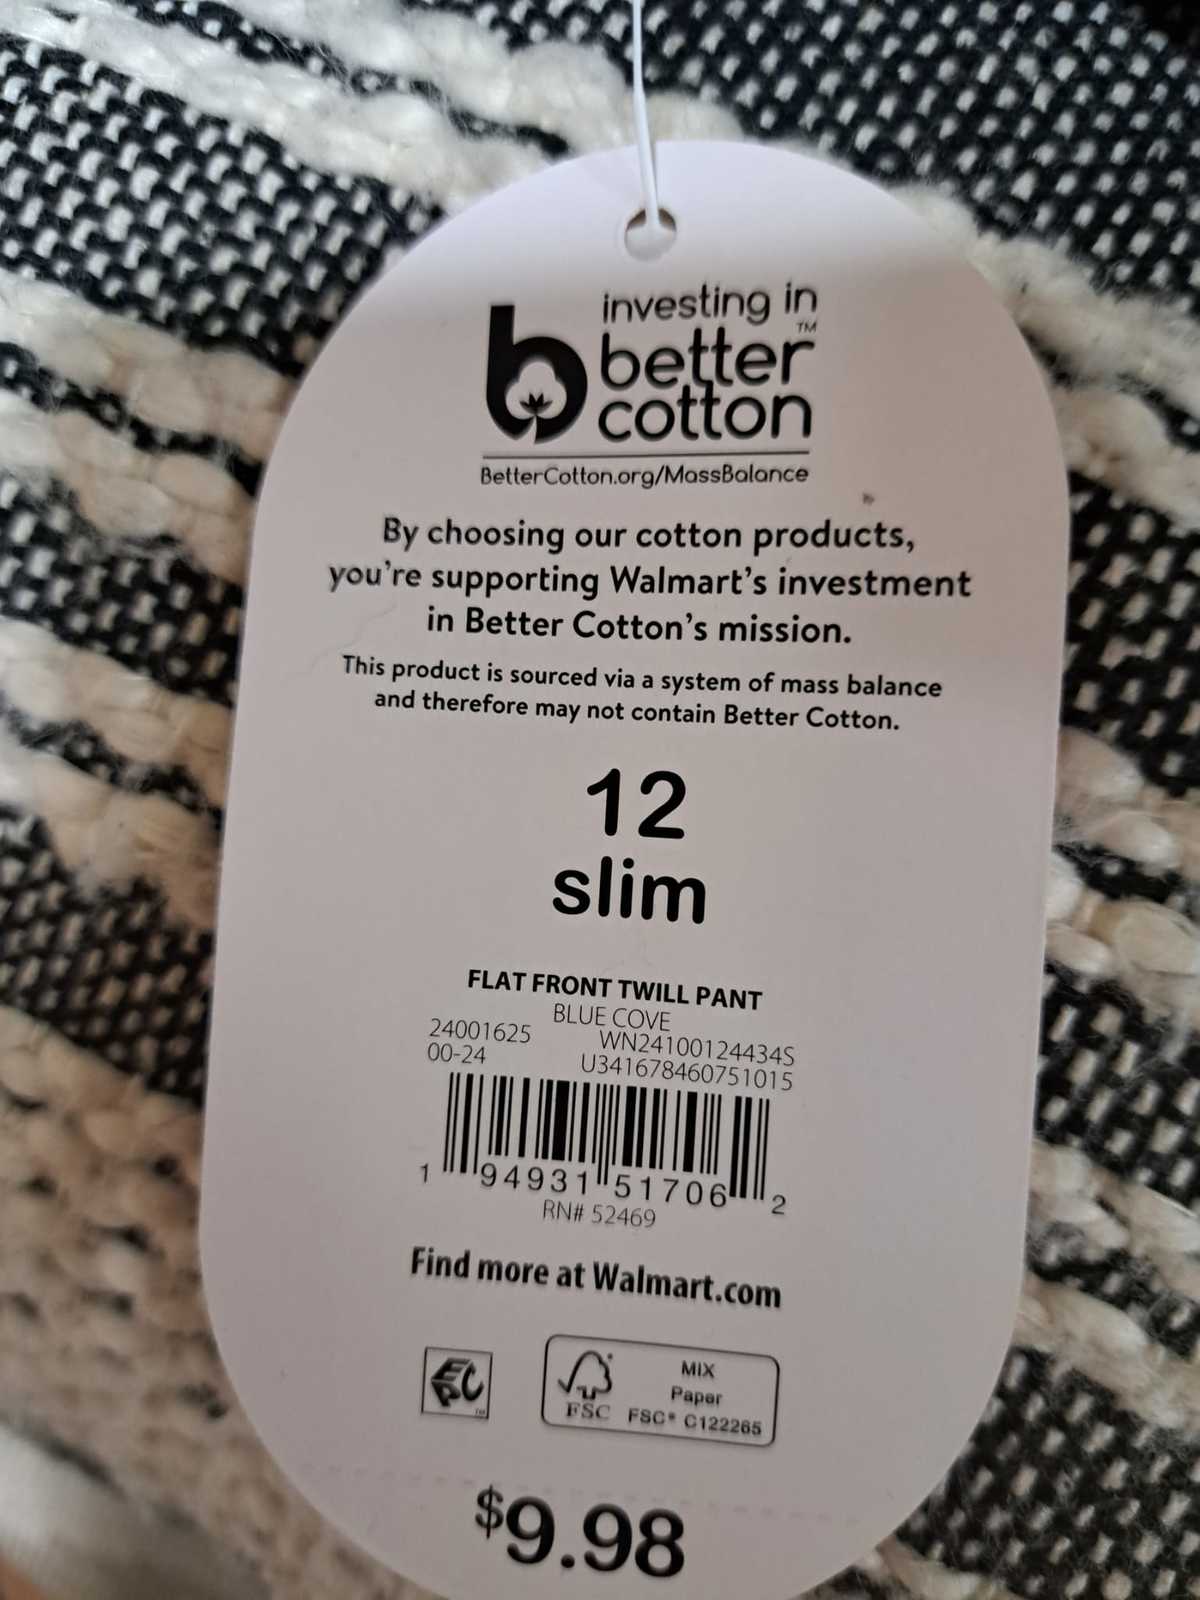 investing in
better™
cotton
BetterCotton.org/MassBalance
By choosing our cotton products,
you're supporting Walmart's investment
in Better Cotton's mission.
This product is sourced via a system of mass balance
and therefore may not contain Better Cotton.
12
slim
FLAT FRONT TWILL PANT
BLUE COVE
24001625 WN24100124434S
00-24 U341678460751015
1 94931 51706 2
RN# 52469
Find more at Walmart.com
EPC™
FSC
MIX
Paper
FSC® C122265
$9.98